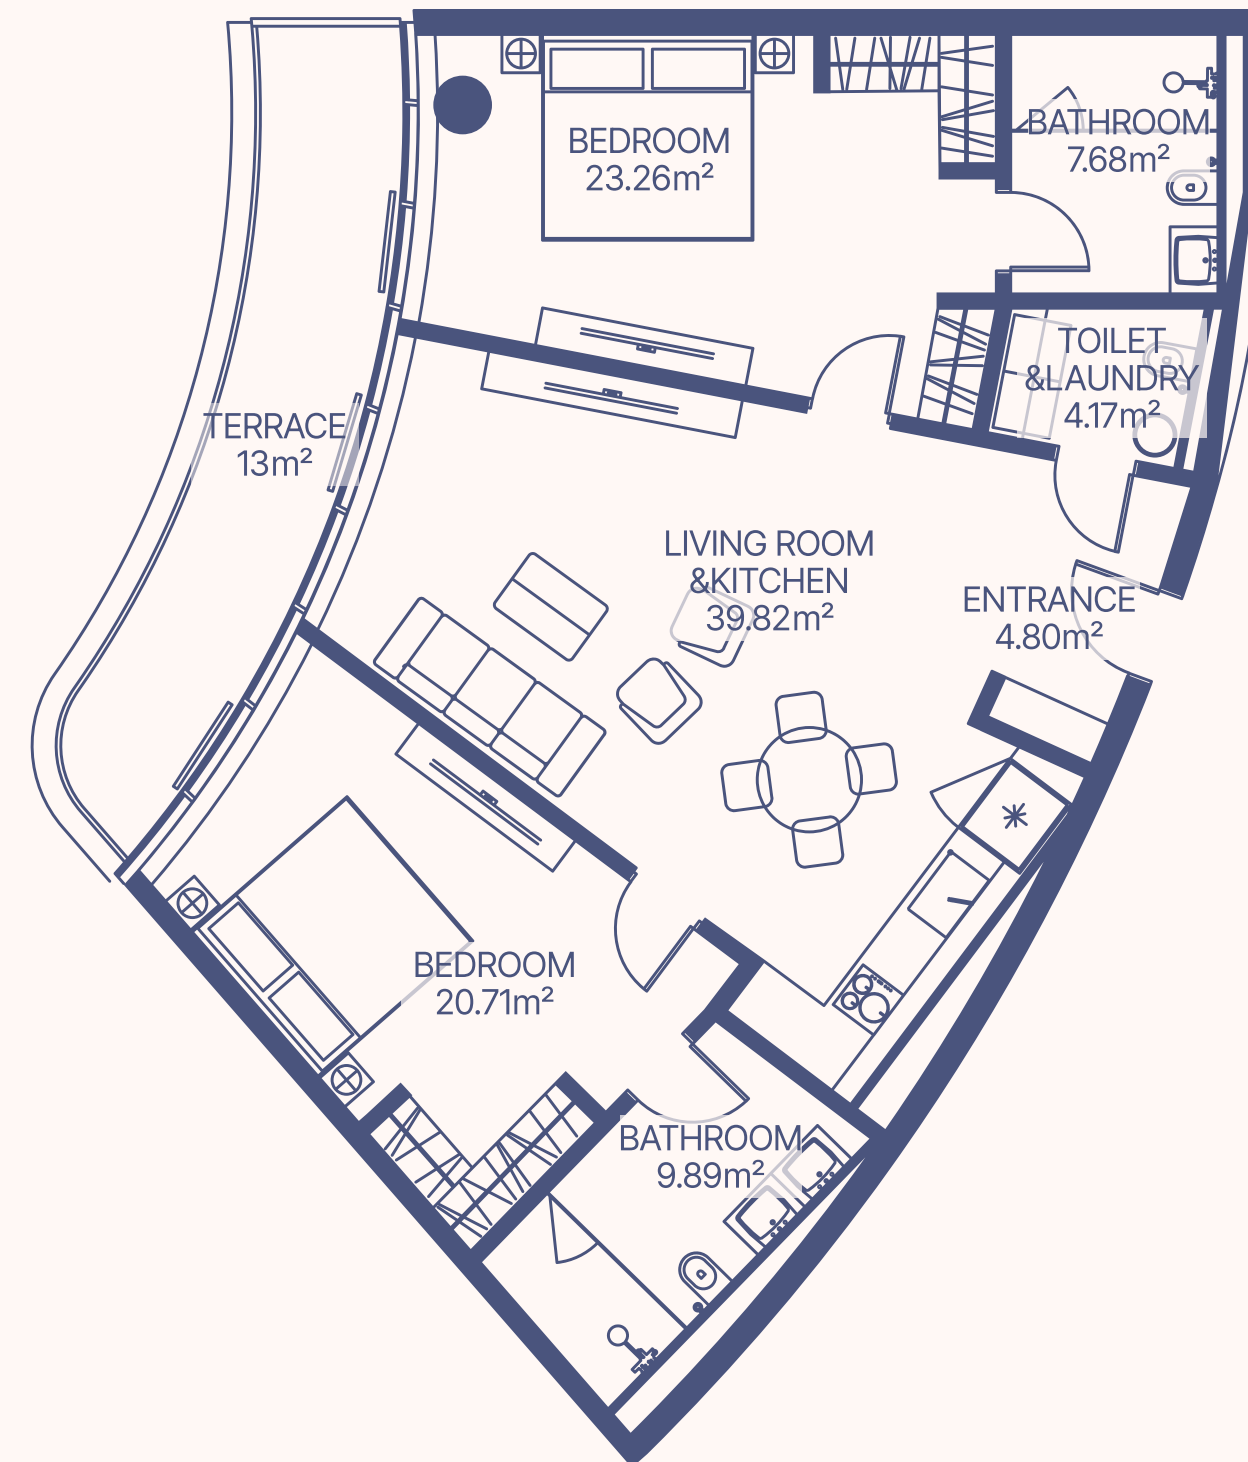 BEDROOM
23.26m²
BATHROOM
7.68m²
TOILET
&LAUNDRY
4.17m²
TERRACE
13m²
LIVING ROOM
&KITCHEN
39.82m²
ENTRANCE
4.80m²
BEDROOM
20.71m²
BATHROOM
9.89m²